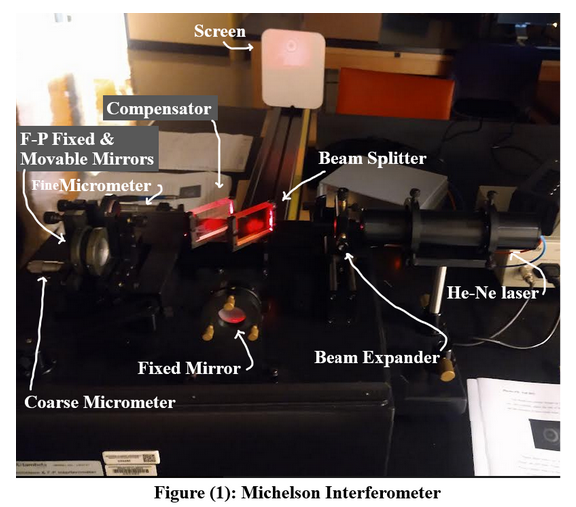 Screen
Compensator
F-P Fixed &
Movable Mirrors
Fine Micrometer
Beam Splitter
He-Ne laser
Fixed Mirror
Beam Expander
Coarse Micrometer
Figure (1): Michelson Interferometer